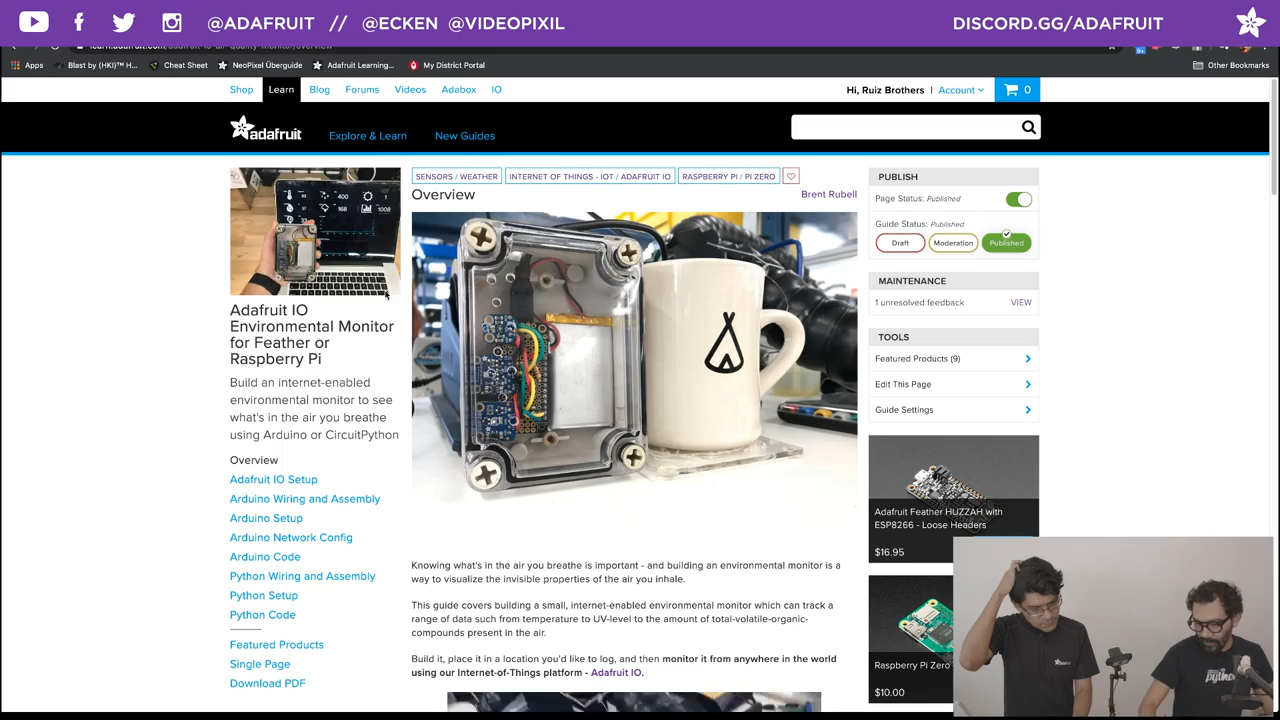 @ADAFRUIT // @ECKEN @VIDEOPIXIL
DISCORD.GG/ADAFRUIT
Apps
Blast by (HKI)™ H...
Cheat Sheet
NeoPixel Überguide
Adafruit Learning...
My District Portal
Other Bookmarks
Shop
Learn
Blog
Forums
Videos
Adabox
IO
Hi, Ruiz Brothers | Account
0
adafruit
Explore & Learn
New Guides
SENSORS / WEATHER
INTERNET OF THINGS - IOT / ADAFRUIT IO
RASPBERRY PI / PI ZERO
Overview
Brent Rubell
Adafruit IO
Environmental Monitor
for Feather or
Raspberry Pi
Build an internet-enabled
environmental monitor to see
what's in the air you breathe
using Arduino or CircuitPython
Overview
Adafruit IO Setup
Arduino Wiring and Assembly
Arduino Setup
Arduino Network Config
Arduino Code
Python Wiring and Assembly
Python Setup
Python Code
Featured Products
Single Page
Download PDF
Knowing what's in the air you breathe is important - and building an environmental monitor is a
way to visualize the invisible properties of the air you inhale.
This guide covers building a small, internet-enabled environmental monitor which can track a
range of data such from temperature to UV-level to the amount of total-volatile-organic-
compounds present in the air.
Build it, place it in a location you'd like to log, and then monitor it from anywhere in the world
using our Internet-of-Things platform - Adafruit IO.
PUBLISH
Page Status: Published
Guide Status: Published
Draft
Moderation
Published
MAINTENANCE
1 unresolved feedback
VIEW
TOOLS
Featured Products (9)
Edit This Page
Guide Settings
Adafruit Feather HUZZAH with
ESP8266 - Loose Headers
$16.95
Raspberry Pi Zero
$10.00